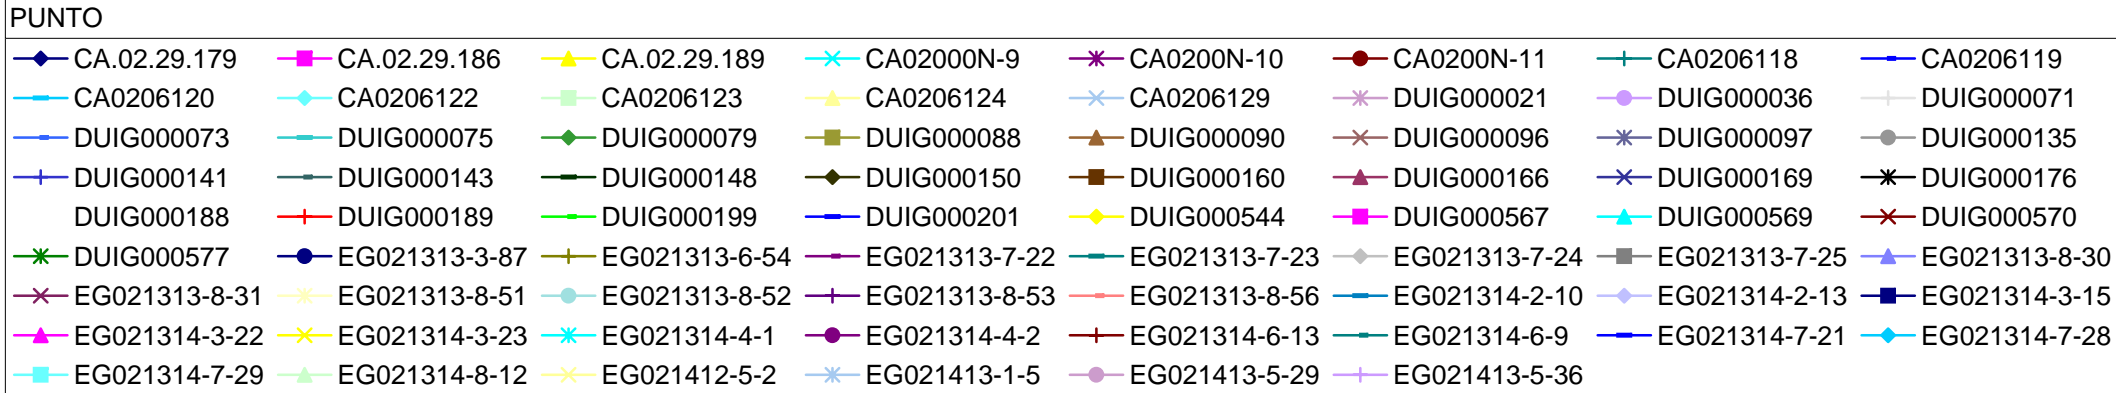 PUNTO
CA.02.29.179 CA.02.29.186 CA.02.29.189 CA02000N-9 CA0200N-10 CA0200N-11 CA0206118 CA0206119
CA0206120 CA0206122 CA0206123 CA0206124 CA0206129 DUIG000021 DUIG000036 DUIG000071
DUIG000073 DUIG000075 DUIG000079 DUIG000088 DUIG000090 DUIG000096 DUIG000097 DUIG000135
DUIG000141 DUIG000143 DUIG000148 DUIG000150 DUIG000160 DUIG000166 DUIG000169 DUIG000176
DUIG000188 DUIG000189 DUIG000199 DUIG000201 DUIG000544 DUIG000567 DUIG000569 DUIG000570
DUIG000577 EG021313-3-87 EG021313-6-54 EG021313-7-22 EG021313-7-23 EG021313-7-24 EG021313-7-25 EG021313-8-30
EG021313-8-31 EG021313-8-51 EG021313-8-52 EG021313-8-53 EG021313-8-56 EG021314-2-10 EG021314-2-13 EG021314-3-15
EG021314-3-22 EG021314-3-23 EG021314-4-1 EG021314-4-2 EG021314-6-13 EG021314-6-9 EG021314-7-21 EG021314-7-28
EG021314-7-29 EG021314-8-12 EG021412-5-2 EG021413-1-5 EG021413-5-29 EG021413-5-36